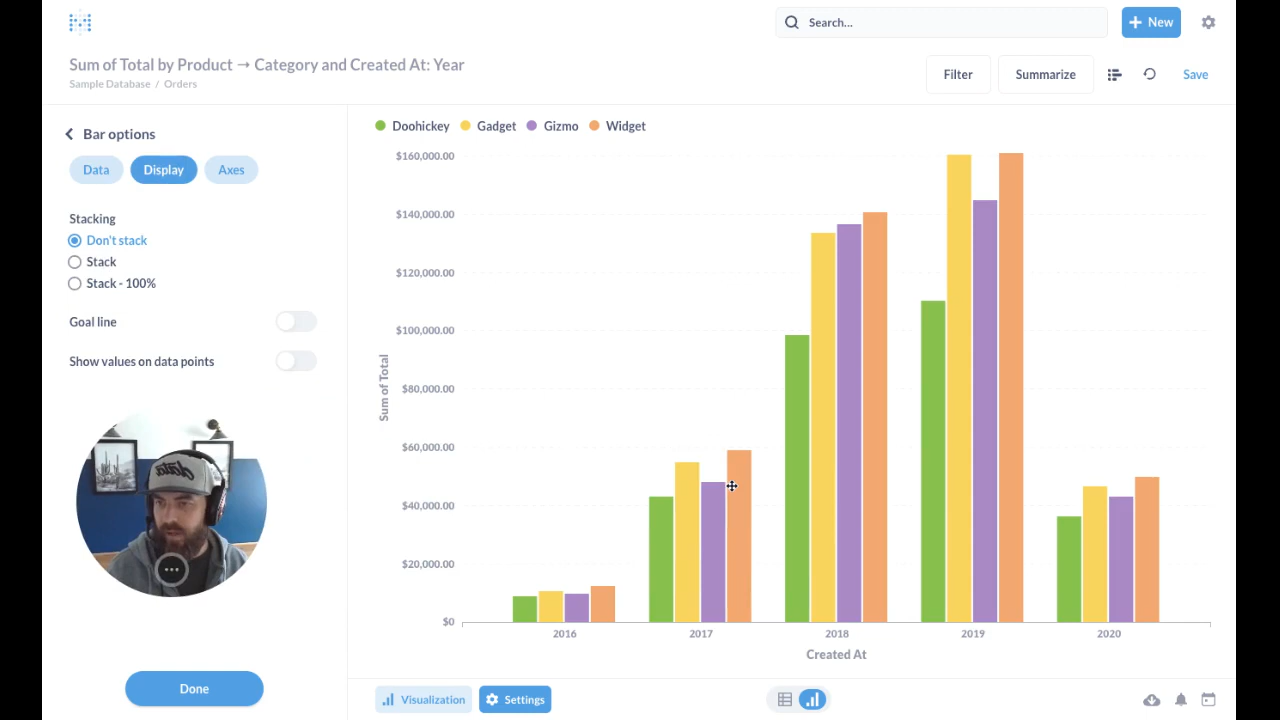 Search...
New
Sum of Total by Product → Category and Created At: Year
Sample Database / Orders
Filter
Summarize
Save
Bar options
Data
Display
Axes
Stacking
Don't stack
Stack
Stack - 100%
Goal line
Show values on data points
data
Done
Doohickey
Gadget
Gizmo
Widget
$160,000.00
$140,000.00
$120,000.00
$100,000.00
$80,000.00
$60,000.00
$40,000.00
$20,000.00
$0
Sum of Total
2016
2017
2018
2019
2020
Created At
Visualization
Settings